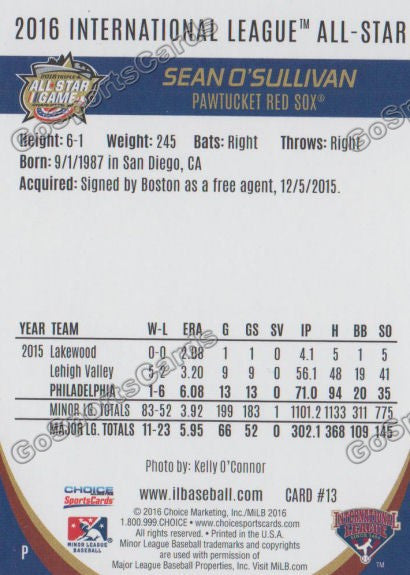 2016 INTERNATIONAL LEAGUE™ ALL-STAR
2016 TRIPLE-A
ALL STAR
GAME
SEAN O'SULLIVAN
PAWTUCKET RED SOX®
Height: 6-1 Weight: 245 Bats: Right Throws: Right
Born: 9/1/1987 in San Diego, CA
Acquired: Signed by Boston as a free agent, 12/5/2015.
YEAR TEAM W-L ERA G GS SV IP H BB SO
2015 Lakewood 0-0 2.08 1 1 0 4.1 5 1 5
Lehigh Valley 5-2 3.20 9 9 0 56.1 48 19 41
PHILADELPHIA 1-6 6.08 13 13 0 71.0 94 20 35
MINOR LG. TOTALS 83-52 3.92 199 183 1 1101.2 1133 311 775
MAJOR LG. TOTALS 11-23 5.95 66 52 0 302.1 368 109 145
Photo by: Kelly O'Connor
CHOICE
SportsCards
www.ilbaseball.com CARD #13
© 2016 Choice Marketing, Inc./MiLB 2016
1.800.999.CHOICE • www.choicesportscards.com
All rights reserved. • Printed in the U.S.A.
Minor League Baseball trademarks and copyrights
are used with permission of
Major League Baseball Properties, Inc. Visit MiLB.com
MINOR LEAGUE
BASEBALL
INTERNATIONAL
LEAGUE
SINCE 1884
™
P
GoSportsCards
GoSportsCards
GoSportsCards
GoSportsCards